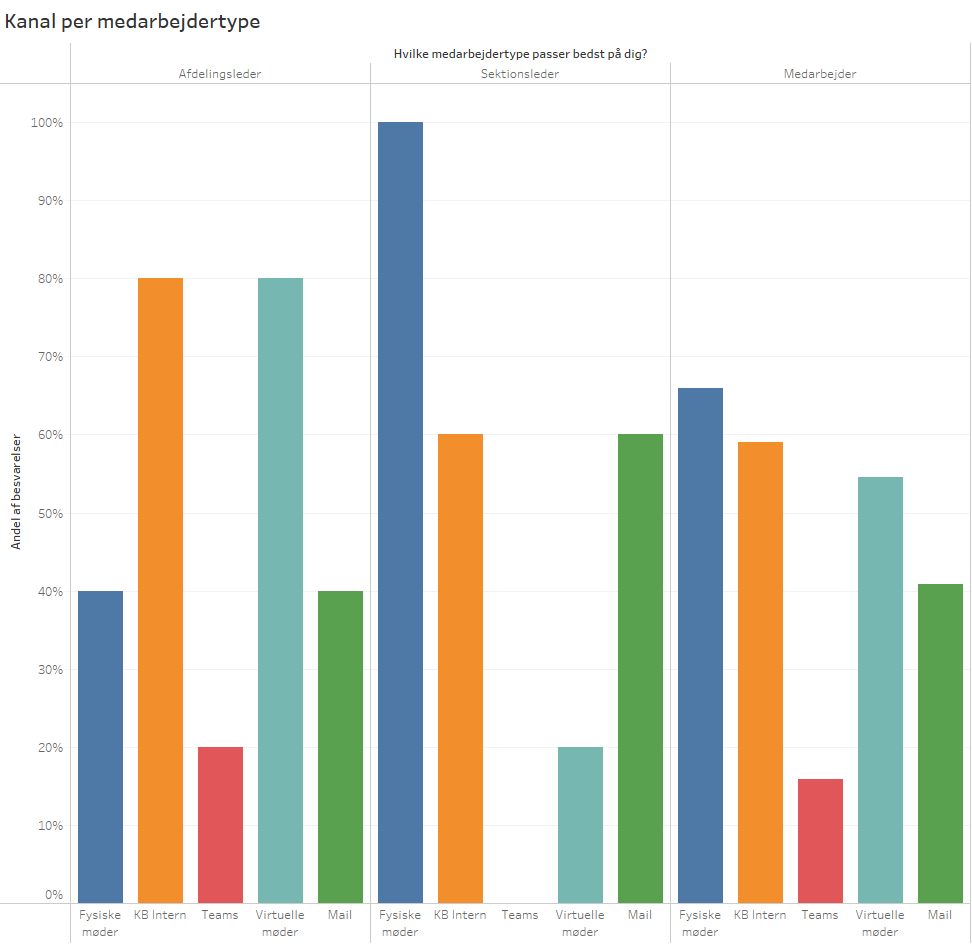 Kanal per medarbejdertype
Hvilke medarbejdertype passer bedst på dig?
Afdelingsleder Sektionsleder Medarbejder
100%
90%
80%
70%
60%
50%
40%
30%
20%
10%
0%
Andel af besvarelser
Fysiske møder KB Intern Teams Virtuelle møder Mail
Fysiske møder KB Intern Teams Virtuelle møder Mail
Fysiske møder KB Intern Teams Virtuelle møder Mail